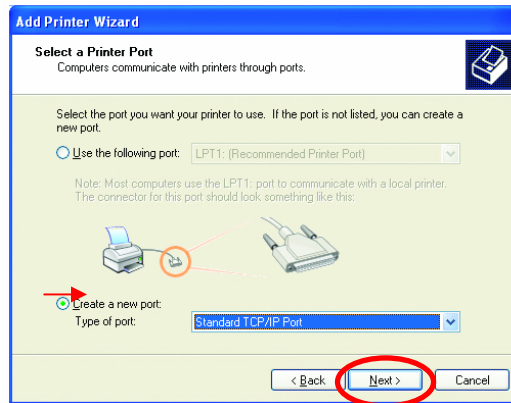 Add Printer Wizard
Select a Printer Port
Computers communicate with printers through ports.
Select the port you want your printer to use. If the port is not listed, you can create a
new port.
Use the following port: LPT1: (Recommended Printer Port)
Note: Most computers use the LPT1: port to communicate with a local printer.
The connector for this port should look something like this:
Create a new port:
Type of port: Standard TCP/IP Port
< Back Next > Cancel